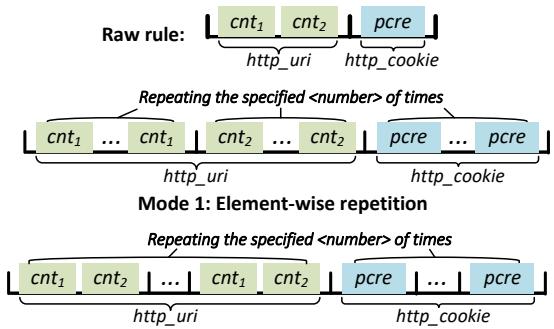 Raw rule: cnt1 cnt2 pcre
http_uri http_cookie
Repeating the specified <number> of times
cnt1 ... cnt1 cnt2 ... cnt2 pcre ... pcre
http_uri http_cookie
Mode 1: Element-wise repetition
Repeating the specified <number> of times
cnt1 cnt2 ... cnt1 cnt2 pcre ... pcre
http_uri http_cookie